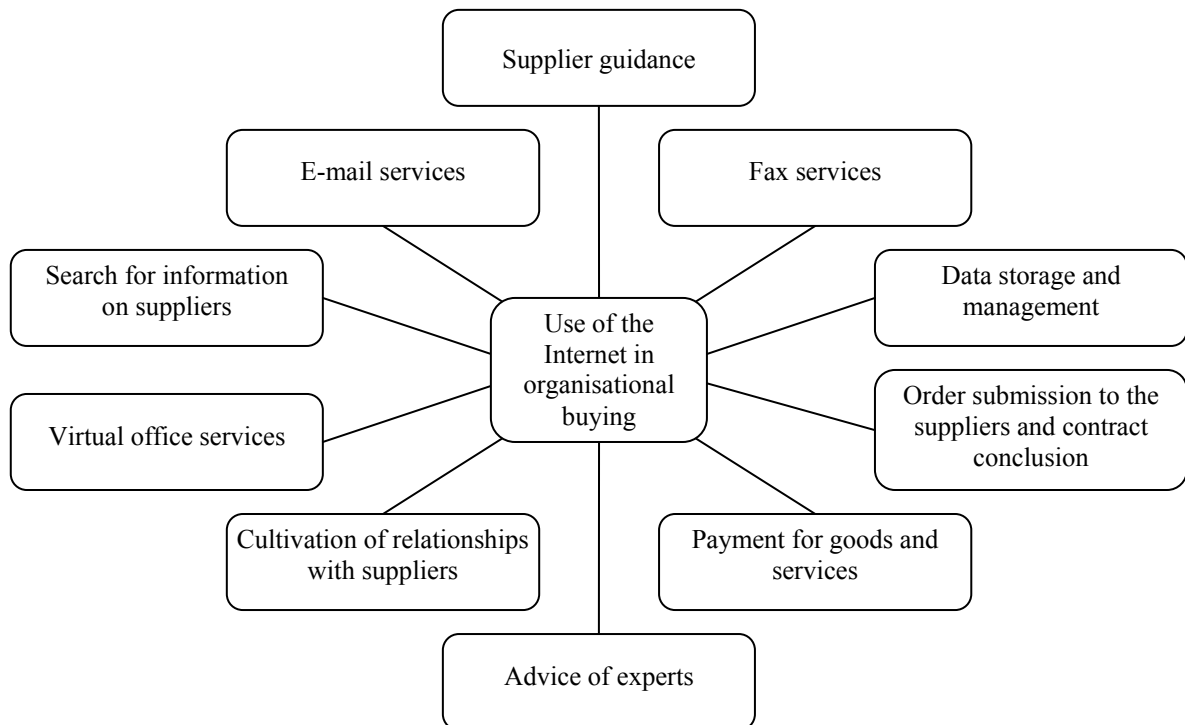 Supplier guidance
E-mail services
Fax services
Search for information
on suppliers
Data storage and
management
Use of the
Internet in
organisational
buying
Virtual office services
Order submission to the
suppliers and contract
conclusion
Cultivation of relationships
with suppliers
Payment for goods and
services
Advice of experts